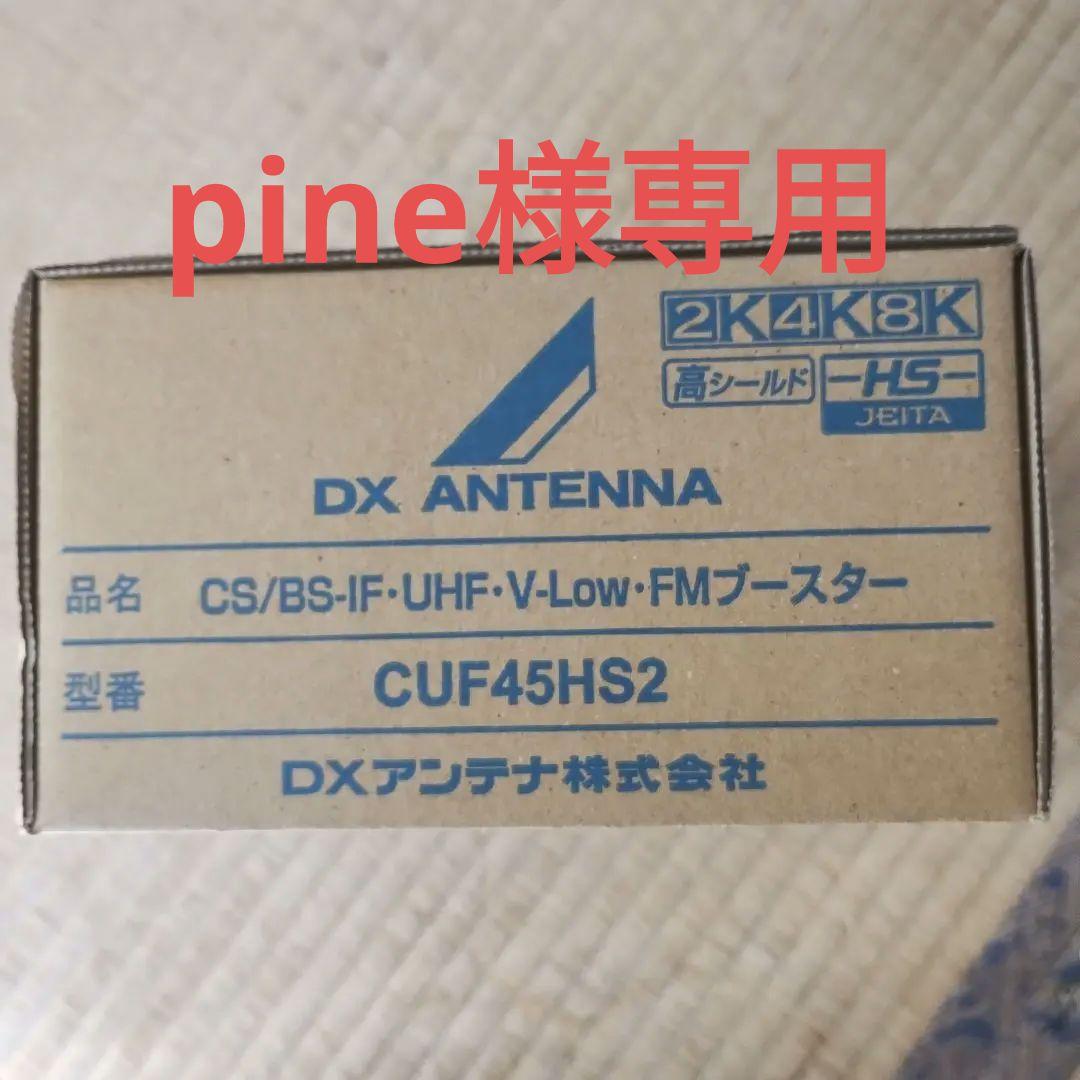 pine様専用
2K4K8K
高シールド
HS
JEITA
DX ANTENNA
品名 CS/BS-IF・UHF・V-Low・FMブースター
型番 CUF45HS2
DXアンテナ株式会社